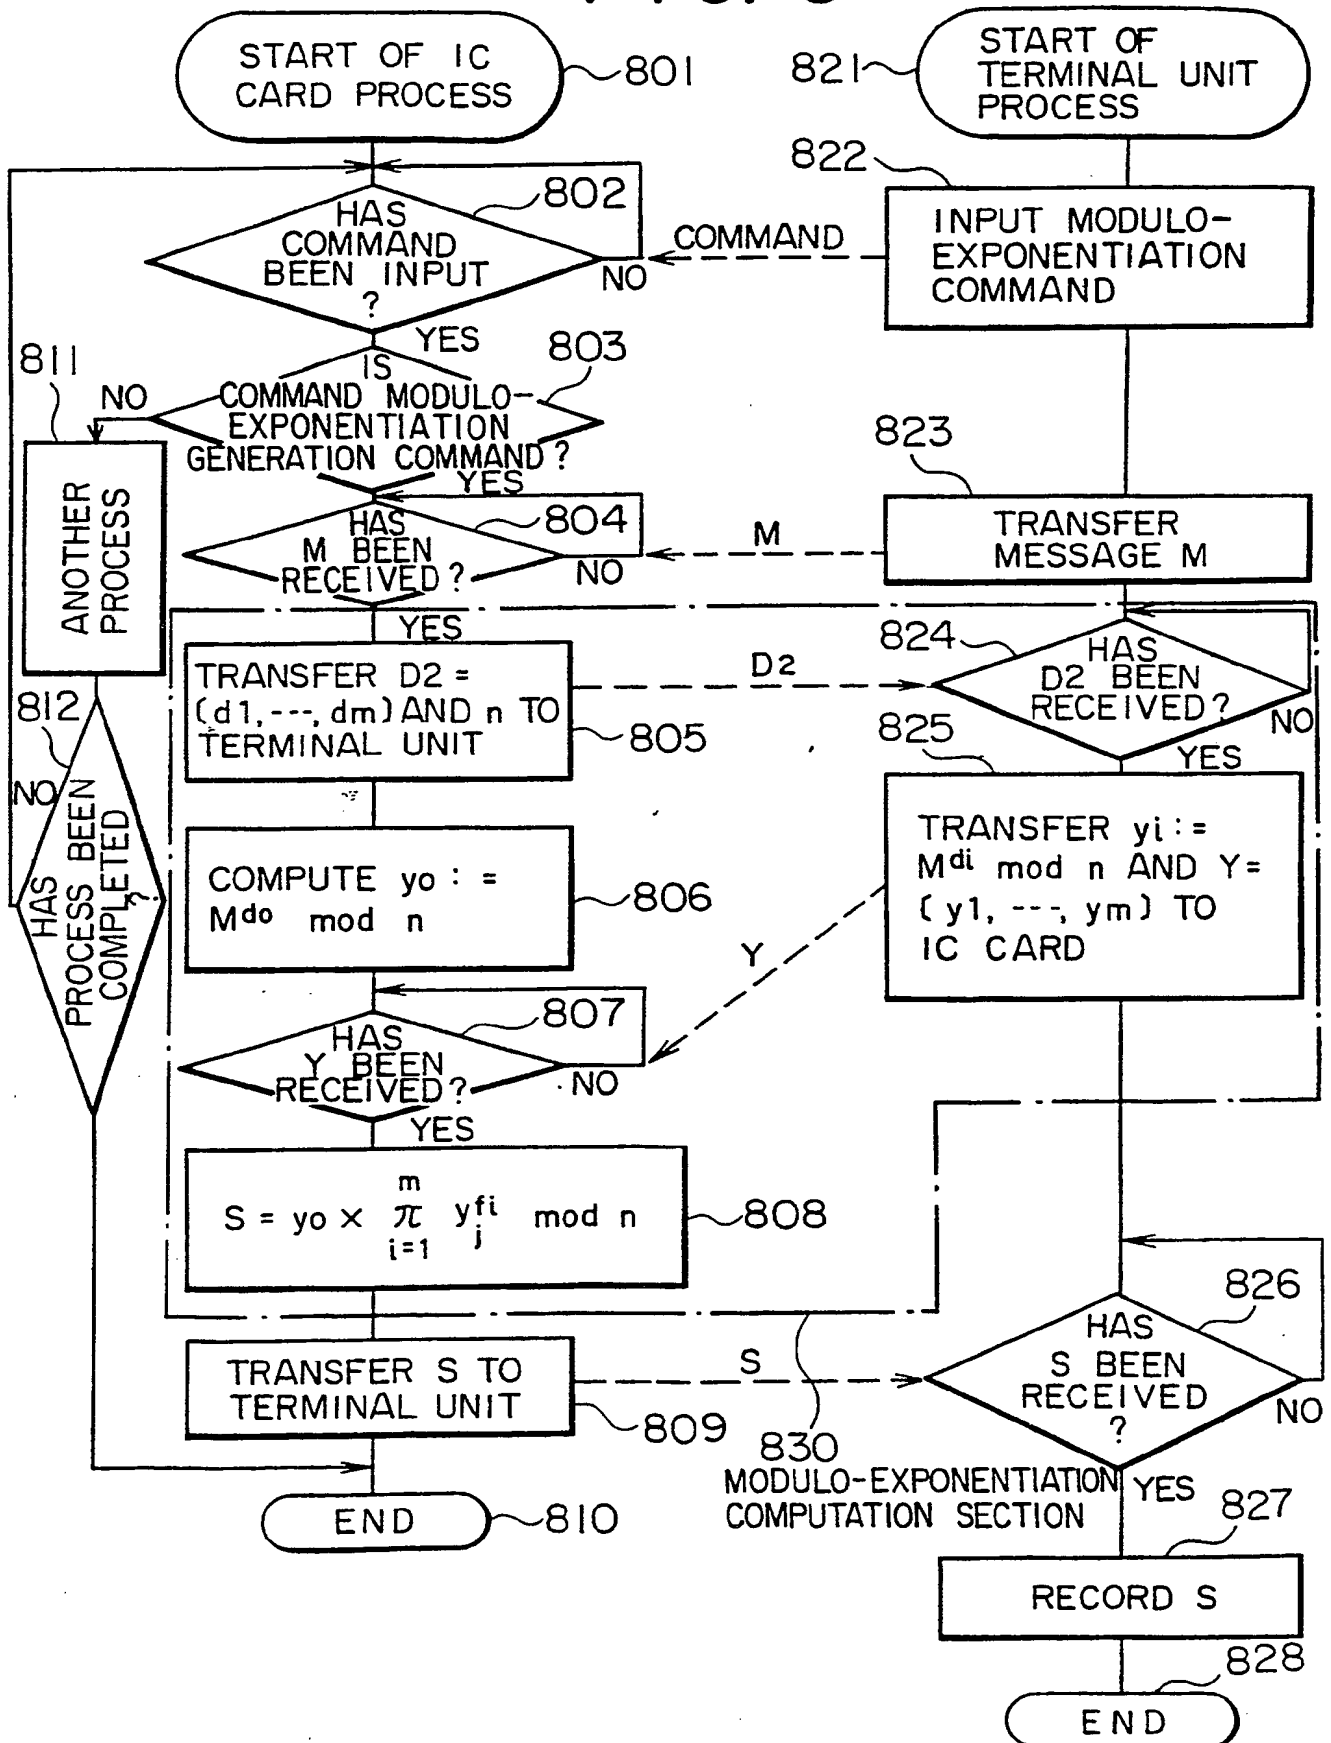 START OF IC
CARD PROCESS
801
821
START OF
TERMINAL UNIT
PROCESS
822
INPUT MODULO-
EXPONENTIATION
COMMAND
802
HAS
COMMAND
BEEN INPUT
?
NO
COMMAND
YES
811
803
IS
COMMAND MODULO-
EXPONENTIATION
GENERATION COMMAND?
NO
YES
823
TRANSFER
MESSAGE M
ANOTHER
PROCESS
804
HAS
M BEEN
RECEIVED?
NO
M
YES
824
HAS
D2 BEEN
RECEIVED?
NO
YES
TRANSFER D2 =
(d1, ---, dm) AND n TO
TERMINAL UNIT
805
D2
812
NO
HAS
PROCESS BEEN
COMPLETED
?
825
TRANSFER yi :=
M^di mod n AND Y=
(y1, ---, ym) TO
IC CARD
COMPUTE yo : =
M^do mod n
806
Y
807
HAS
Y BEEN
RECEIVED?
NO
YES
S = yo × π(i=1, m) y_j^fi mod n
808
826
HAS
S BEEN
RECEIVED
?
NO
YES
TRANSFER S TO
TERMINAL UNIT
809
S
830
MODULO-EXPONENTIATION
COMPUTATION SECTION
END
810
827
RECORD S
828
END